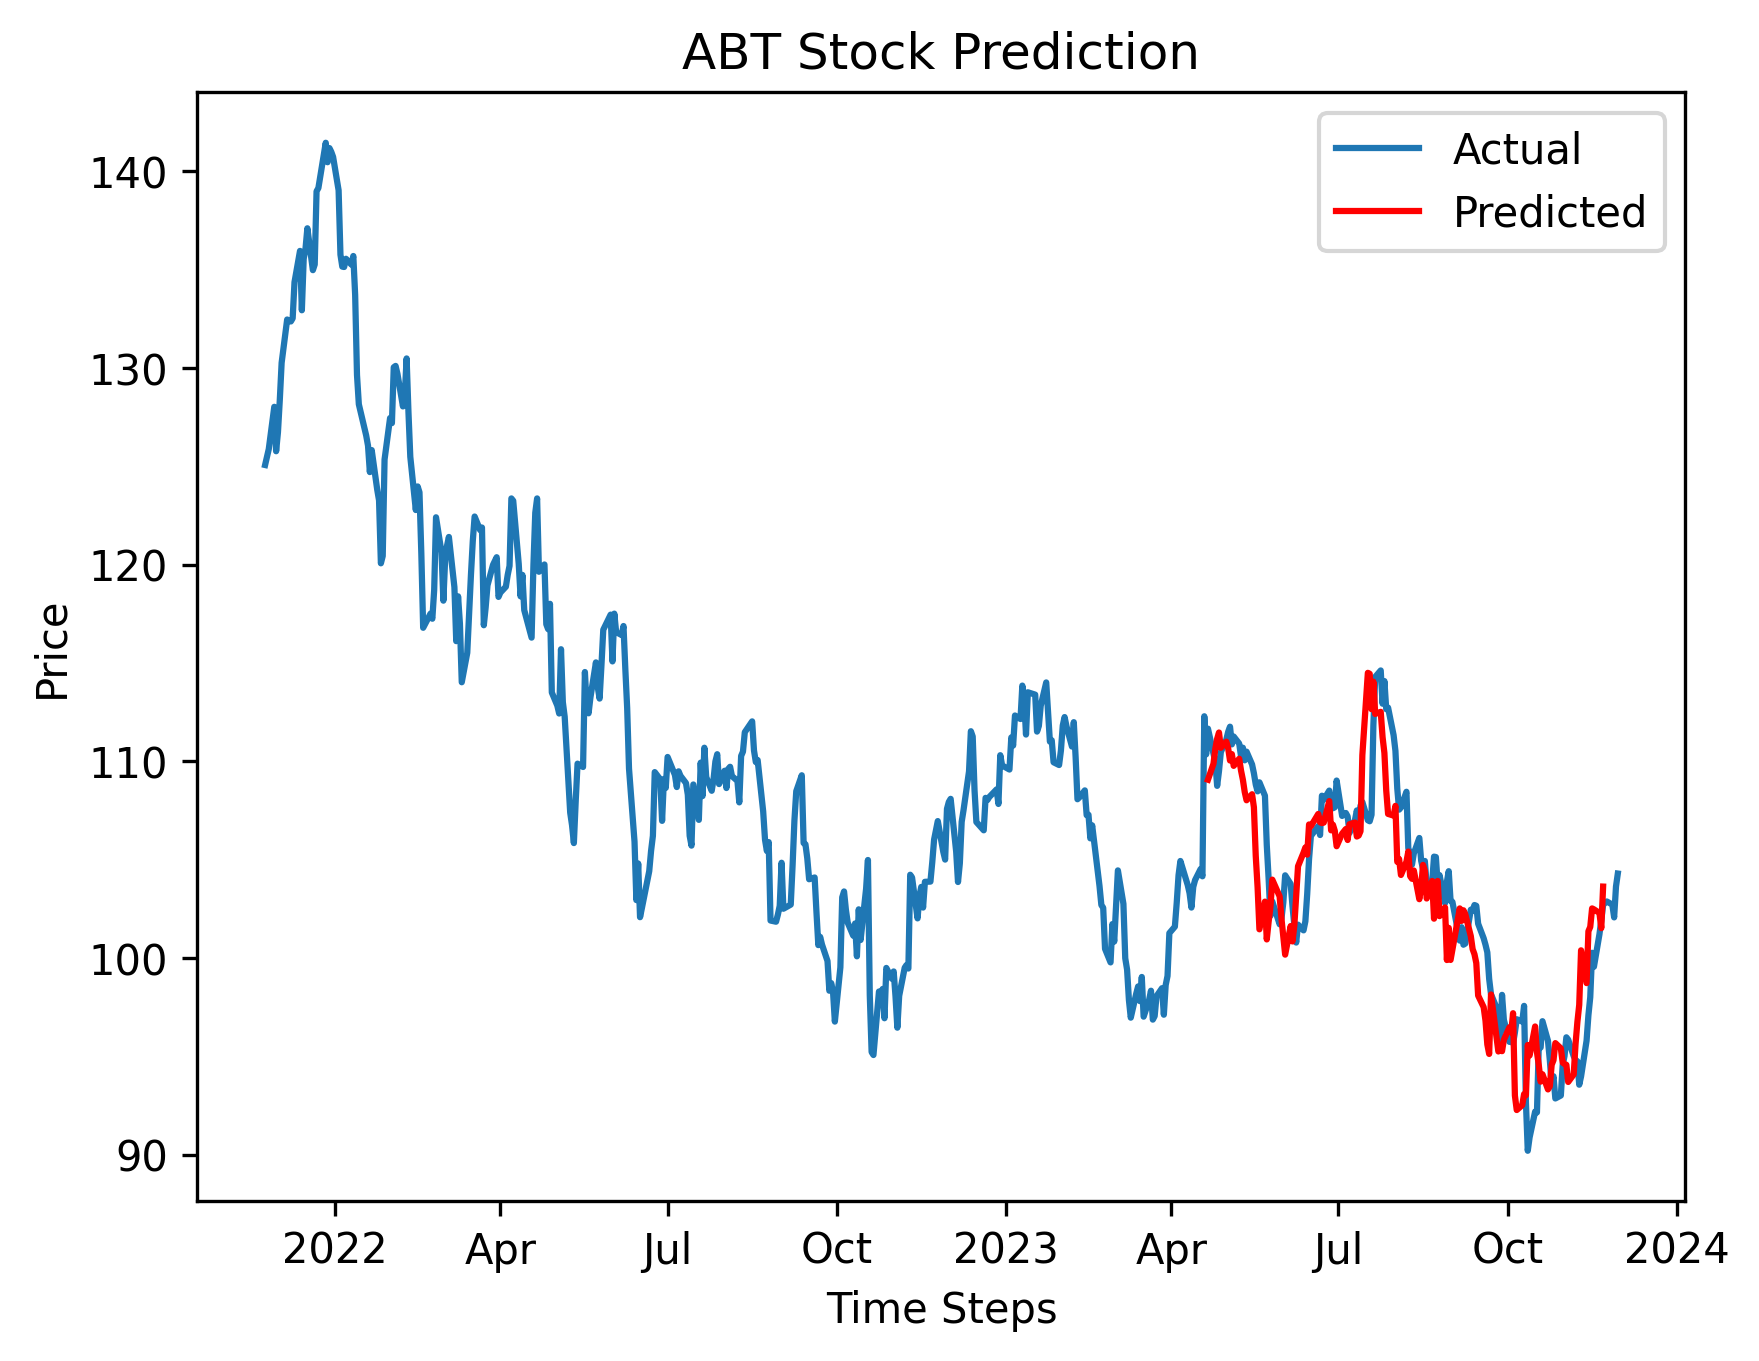 ABT Stock Prediction
Actual
Predicted
Price
140
130
120
110
100
90
2022 Apr Jul Oct 2023 Apr Jul Oct 2024
Time Steps